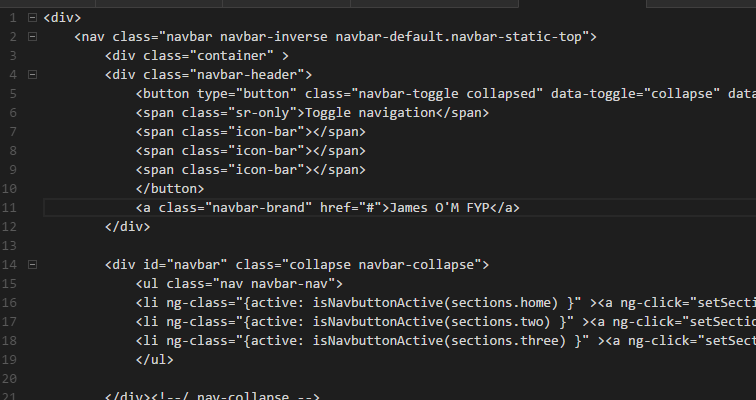 1 <div>
2 <nav class="navbar navbar-inverse navbar-default.navbar-static-top">
3 <div class="container" >
4 <div class="navbar-header">
5 <button type="button" class="navbar-toggle collapsed" data-toggle="collapse" data
6 <span class="sr-only">Toggle navigation</span>
7 <span class="icon-bar"></span>
8 <span class="icon-bar"></span>
9 <span class="icon-bar"></span>
10 </button>
11 <a class="navbar-brand" href="#">James O'M FYP</a>
12 </div>
13
14 <div id="navbar" class="collapse navbar-collapse">
15 <ul class="nav navbar-nav">
16 <li ng-class="{active: isNavbuttonActive(sections.home) }" ><a ng-click="setSecti
17 <li ng-class="{active: isNavbuttonActive(sections.two) }" ><a ng-click="setSectio
18 <li ng-class="{active: isNavbuttonActive(sections.three) }" ><a ng-click="setSect
19 </ul>
20
21 </div><!--/ nav-collapse -->